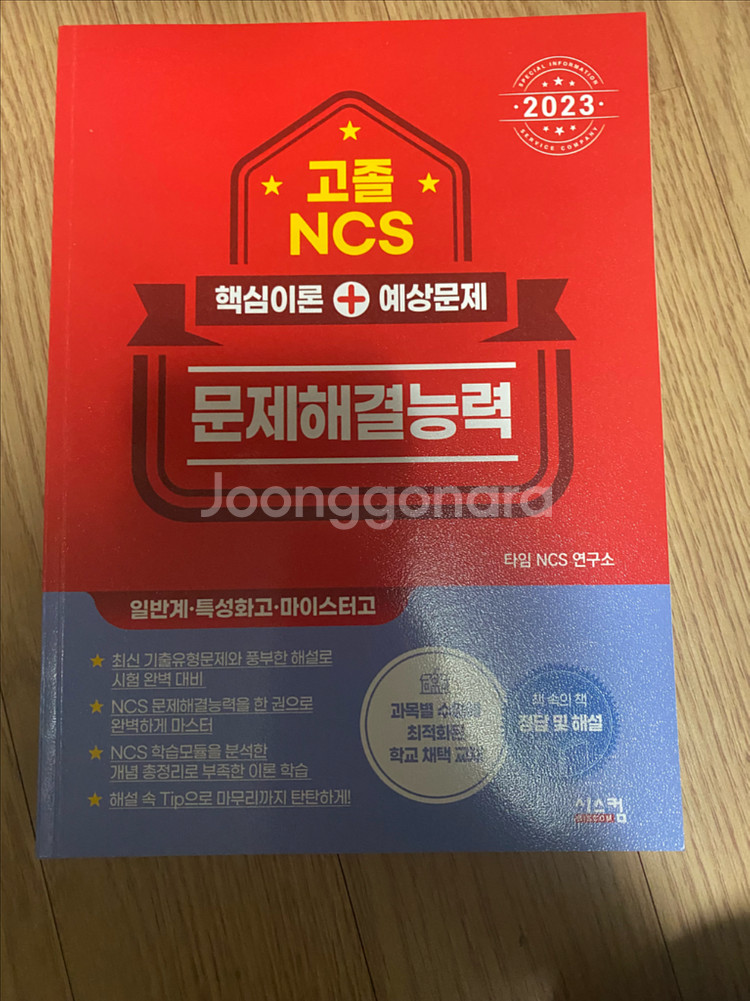 SPECIAL INFORMATION
2023
SERVICE COMPANY
고졸
NCS
핵심이론 + 예상문제
문제해결능력
Joonggonara
타임 NCS 연구소
일반계·특성화고·마이스터고
★ 최신 기출유형문제와 풍부한 해설로
시험 완벽 대비
★ NCS 문제해결능력을 한 권으로
완벽하게 마스터
★ NCS 학습모듈을 분석한
개념 총정리로 부족한 이론 학습
★ 해설 속 Tip으로 마무리까지 탄탄하게!
과목별
최적화된
학교 채택 교재
책 속의 책
정답 및 해설
시스컴
SISCOM